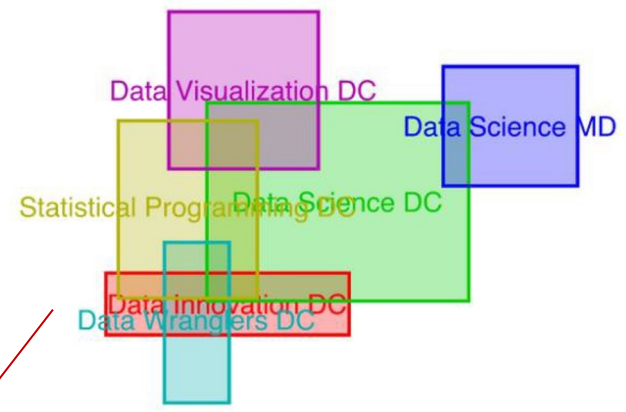 Data Visualization DC
Data Science MD
Data Science DC
Statistical Programming DC
Data Innovation DC
Data Wranglers DC